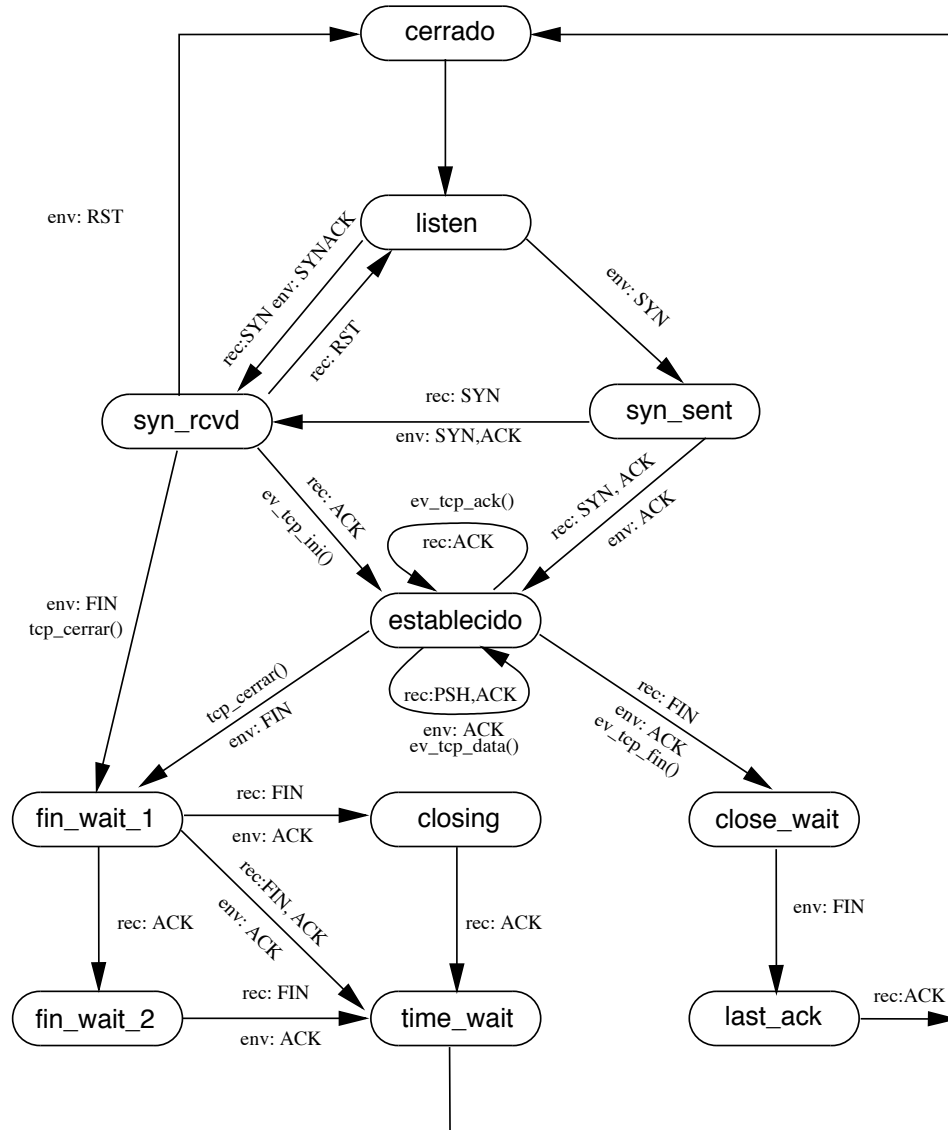 cerrado
env: RST
listen
rec:SYN env: SYNACK
rec: RST
env: SYN
syn_rcvd
rec: SYN
env: SYN,ACK
syn_sent
rec: ACK
ev_tcp_ini()
ev_tcp_ack()
rec:ACK
rec: SYN, ACK
env: ACK
env: FIN
tcp_cerrar()
establecido
tcp_cerrar()
env: FIN
rec:PSH,ACK
env: ACK
ev_tcp_data()
rec: FIN
env: ACK
ev_tcp_fin()
fin_wait_1
rec: FIN
env: ACK
closing
close_wait
rec: ACK
rec:FIN, ACK
env: ACK
rec: ACK
env: FIN
fin_wait_2
rec: FIN
env: ACK
time_wait
last_ack
rec:ACK